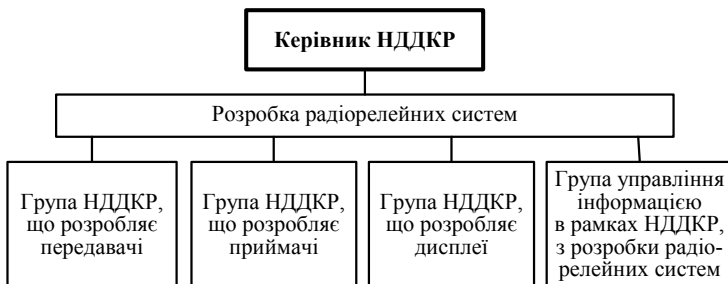 Керівник НДДКР
Розробка радіорелейних систем
Група НДДКР,
що розробляє
передавачі
Група НДДКР,
що розробляє
приймачі
Група НДДКР,
що розробляє
дисплеї
Група управління
інформацією
в рамках НДДКР,
з розробки радіо-
релейних систем